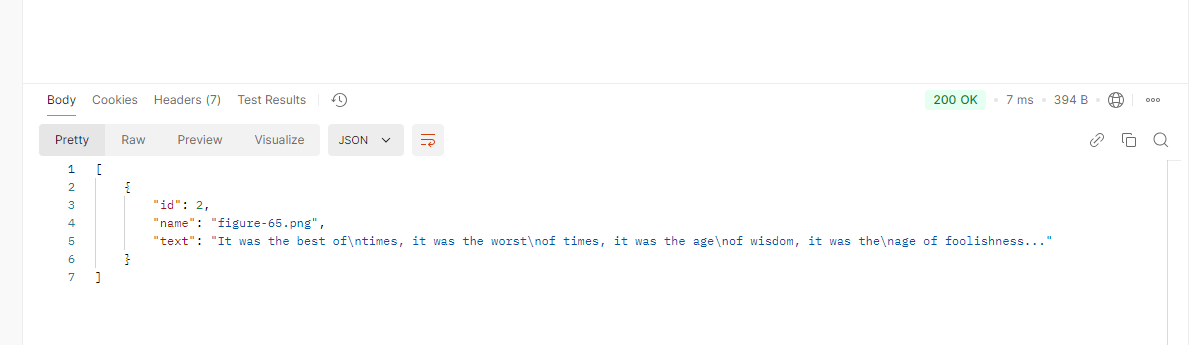 Body Cookies Headers (7) Test Results 200 OK • 7 ms • 394 B •
Pretty Raw Preview Visualize JSON
1 [
2 {
3 "id": 2,
4 "name": "figure-65.png",
5 "text": "It was the best of\ntimes, it was the worst\nof times, it was the age\nof wisdom, it was the\nage of foolishness..."
6 }
7 ]